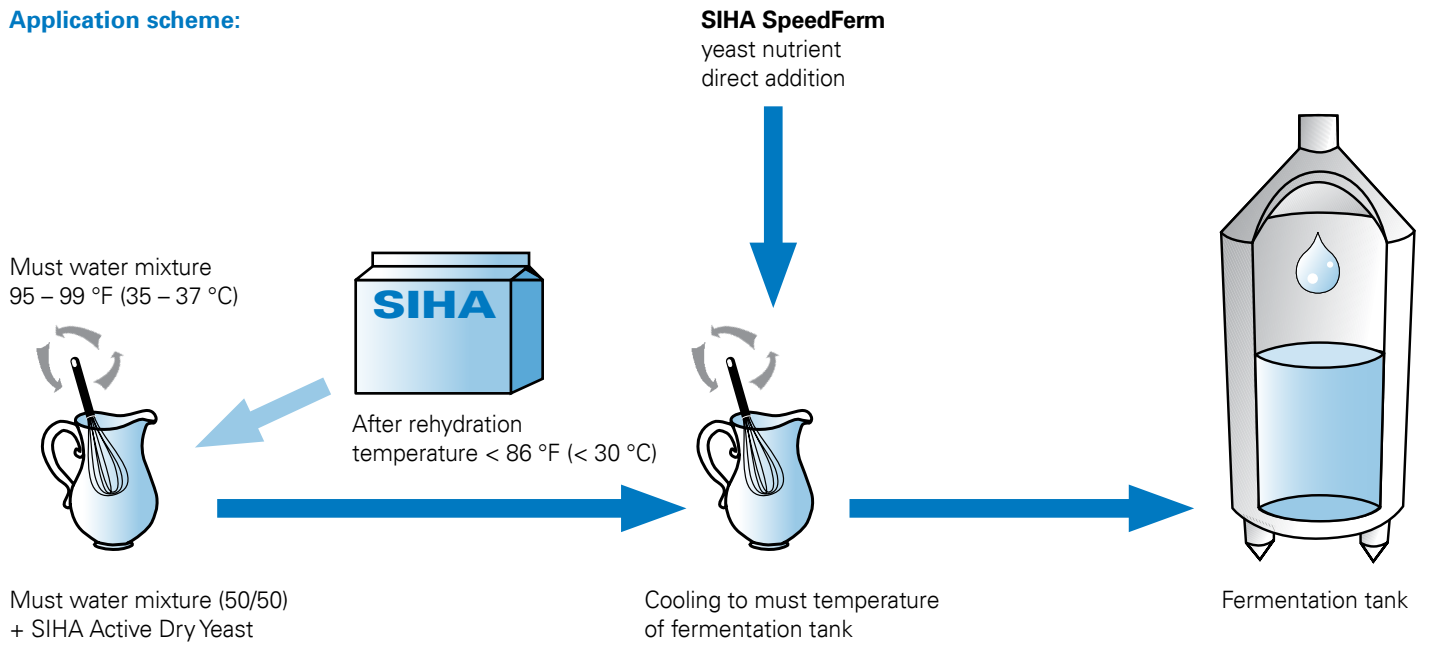 Application scheme:
SIHA SpeedFerm
yeast nutrient
direct addition
Must water mixture
95 – 99 °F (35 – 37 °C)
SIHA
After rehydration
temperature < 86 °F (< 30 °C)
Must water mixture (50/50)
+ SIHA Active Dry Yeast
Cooling to must temperature
of fermentation tank
Fermentation tank